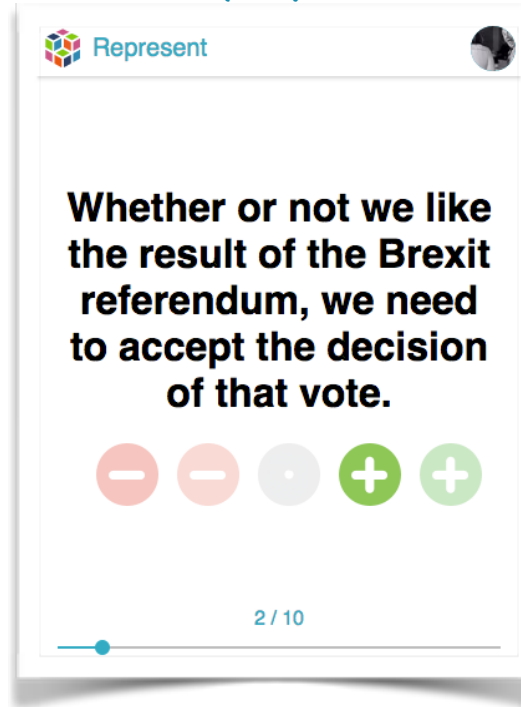 Represent
Whether or not we like
the result of the Brexit
referendum, we need
to accept the decision
of that vote.
2 / 10